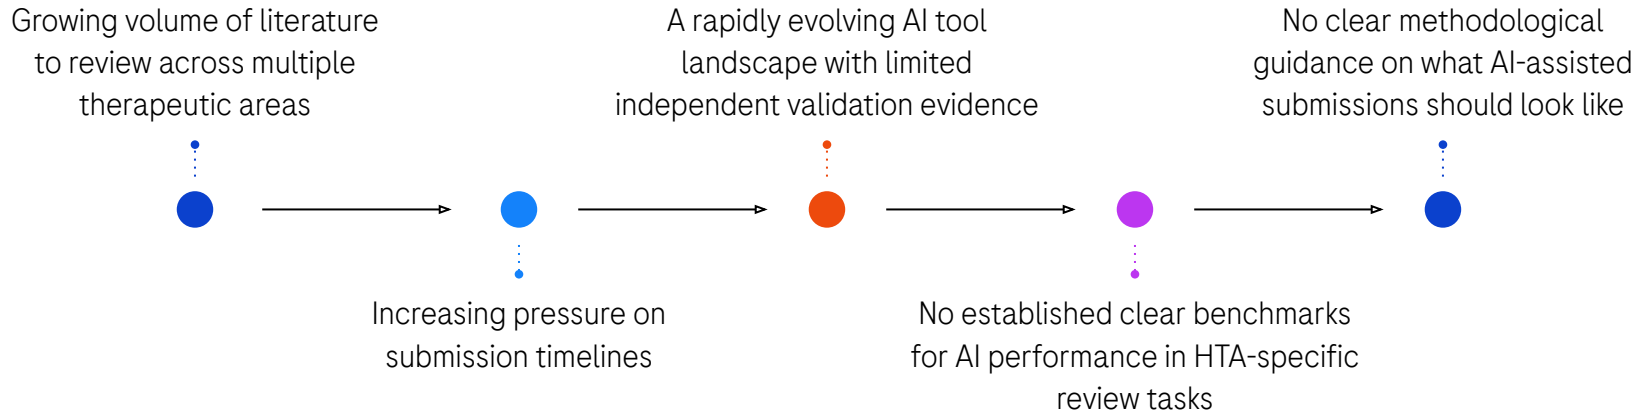 Growing volume of literature
to review across multiple
therapeutic areas
Increasing pressure on
submission timelines
A rapidly evolving AI tool
landscape with limited
independent validation evidence
No established clear benchmarks
for AI performance in HTA-specific
review tasks
No clear methodological
guidance on what AI-assisted
submissions should look like